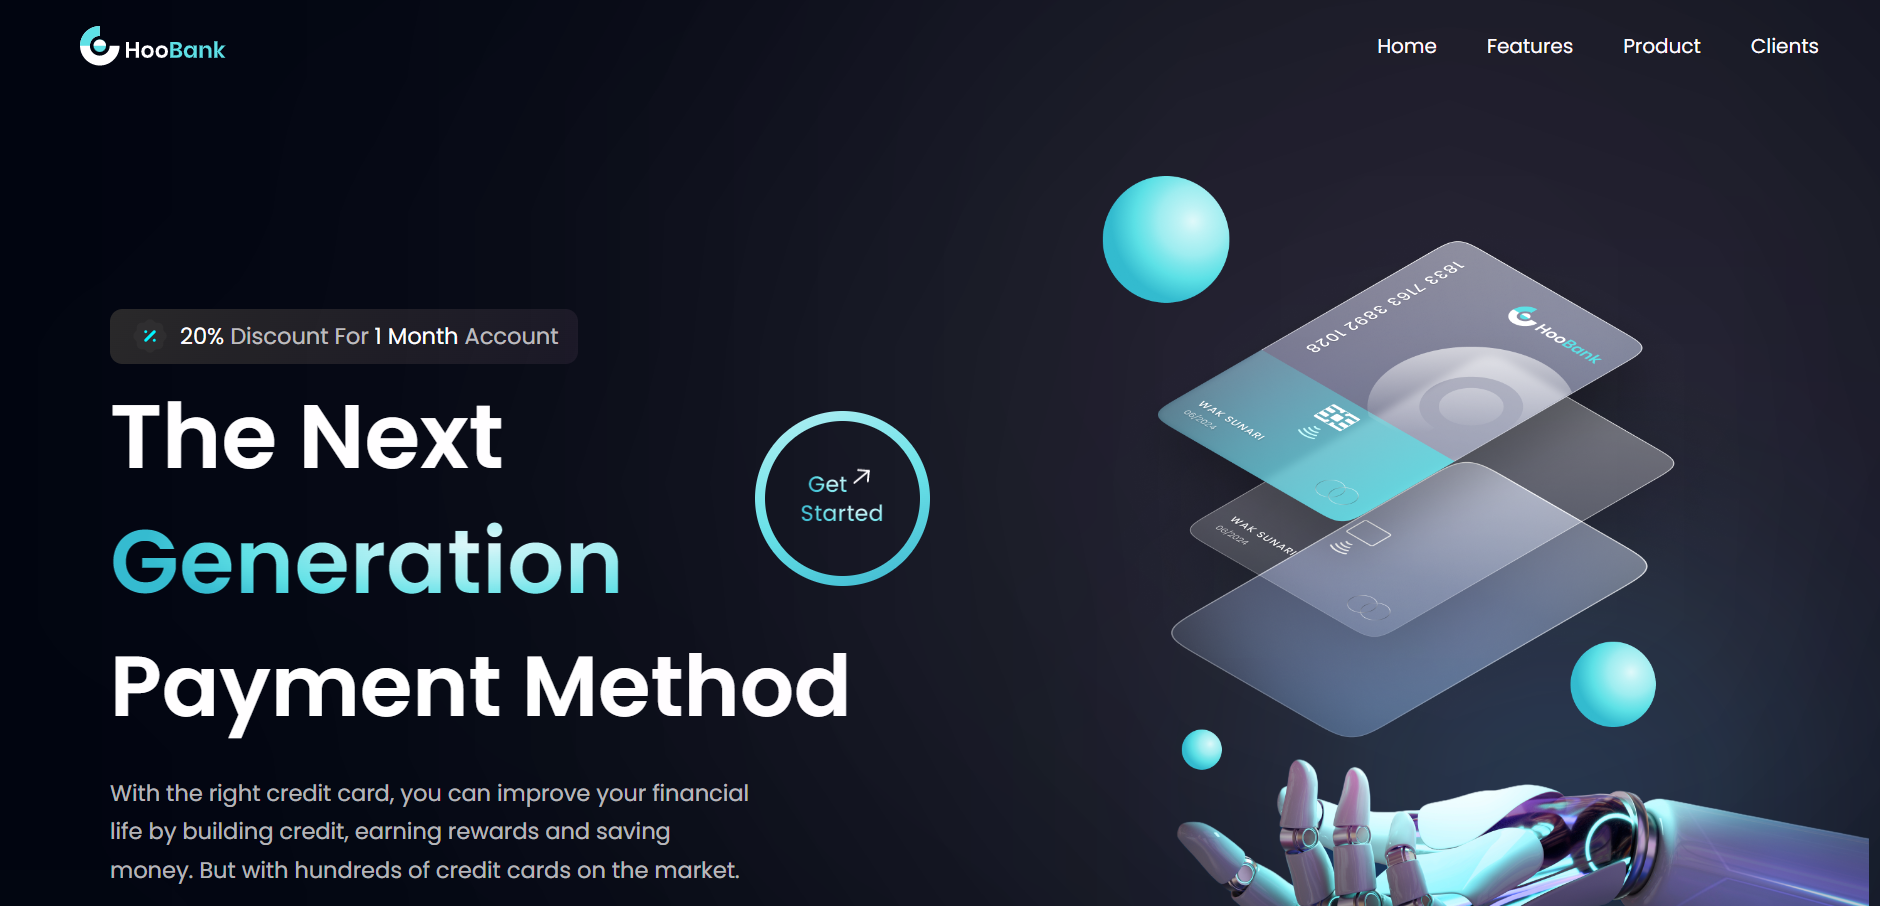 HooBank
Home
Features
Product
Clients
20% Discount For 1 Month Account
The Next
Generation
Payment Method
Get
Started
With the right credit card, you can improve your financial
life by building credit, earning rewards and saving
money. But with hundreds of credit cards on the market.
1833 7163 3892 1028
HooBank
WAK SUNARI
06/2024
WAK SUNARI
06/2024